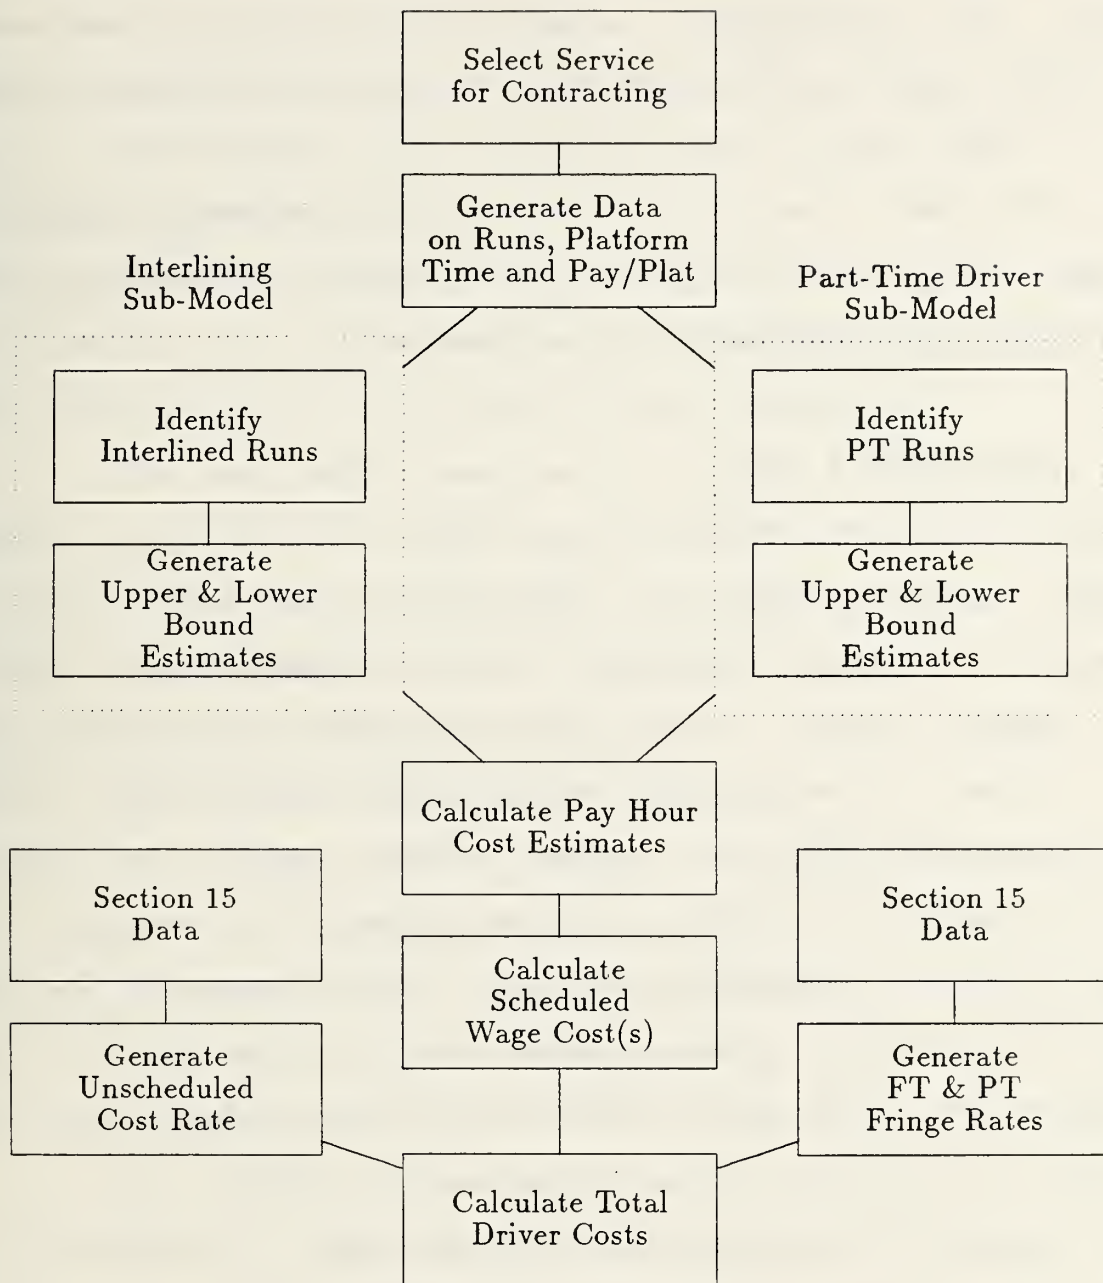 Select Service
for Contracting
Generate Data
on Runs, Platform
Time and Pay/Plat
Interlining
Sub-Model
Part-Time Driver
Sub-Model
Identify
Interlined Runs
Identify
PT Runs
Generate
Upper & Lower
Bound
Estimates
Generate
Upper & Lower
Bound
Estimates
Calculate Pay Hour
Cost Estimates
Section 15
Data
Section 15
Data
Calculate
Scheduled
Wage Cost(s)
Generate
Unscheduled
Cost Rate
Generate
FT & PT
Fringe Rates
Calculate Total
Driver Costs